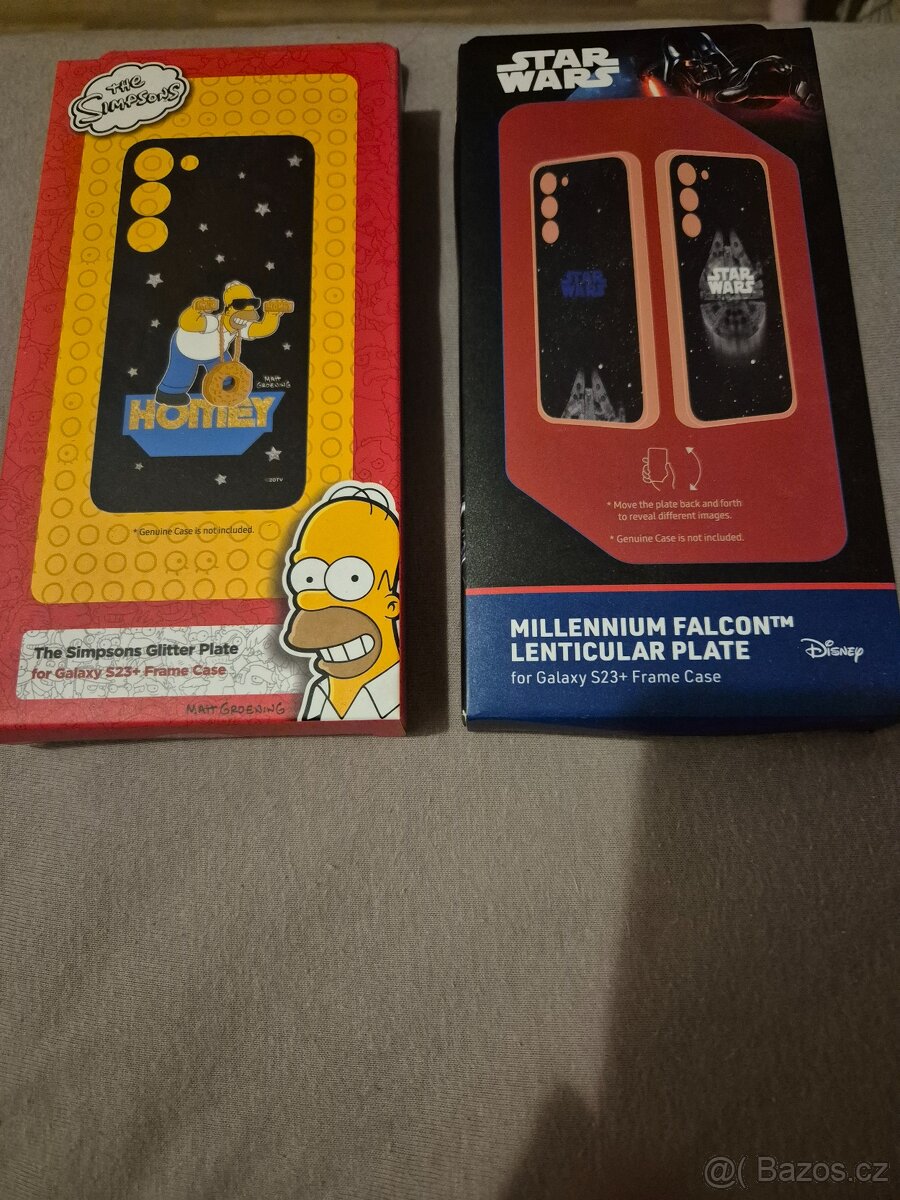 THE
SIMPSONS
MATT
GROENING
HOMEY
©20TV
* Genuine Case is not included.
The Simpsons Glitter Plate
for Galaxy S23+ Frame Case
MATT GROENING
STAR
WARS
STAR
WARS
STAR
WARS
* Move the plate back and forth
to reveal different images.
* Genuine Case is not included.
MILLENNIUM FALCON™
LENTICULAR PLATE
Disney
for Galaxy S23+ Frame Case
@( Bazos.cz